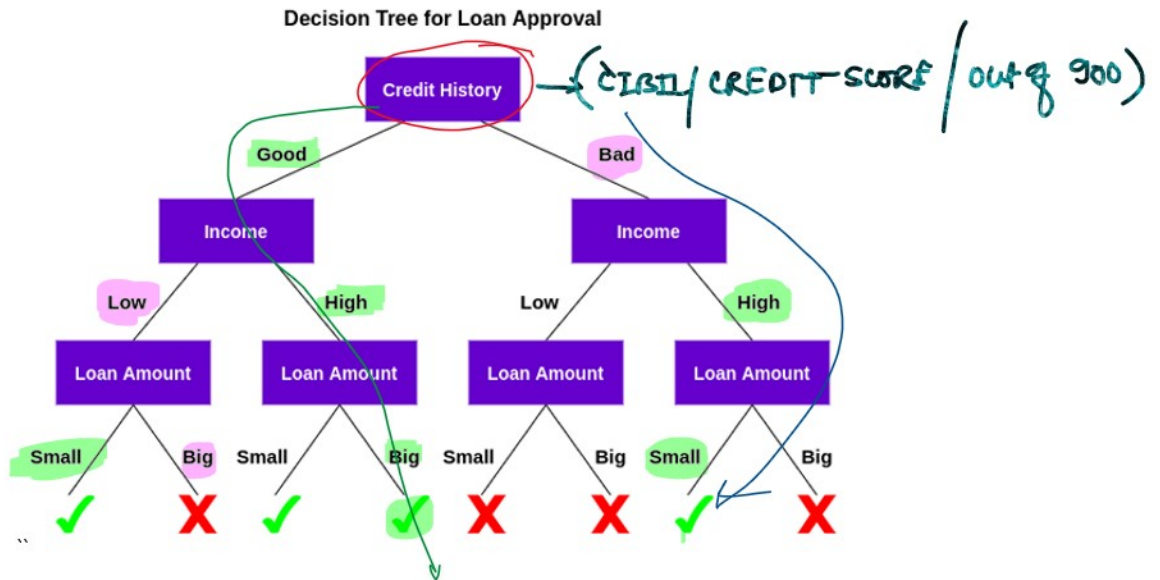 Decision Tree for Loan Approval
Credit History → (CIBIL/CREDIT SCORE/out of 900)
Good Bad
Income Income
Low High Low High
Loan Amount Loan Amount Loan Amount Loan Amount
Small Big Small Big Small Big Small Big
✓ X ✓ ✓ X X ✓ X
``